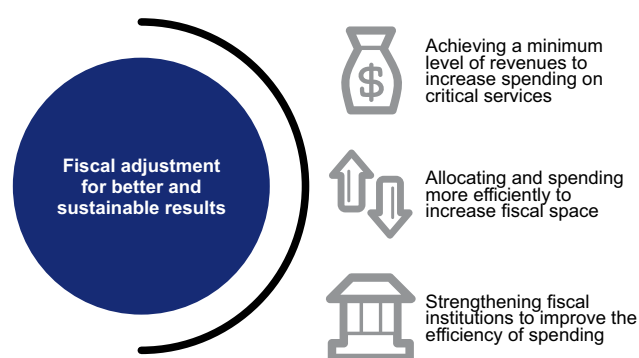 Fiscal adjustment
for better and
sustainable results
$
Achieving a minimum
level of revenues to
increase spending on
critical services
Allocating and spending
more efficiently to
increase fiscal space
Strengthening fiscal
institutions to improve the
efficiency of spending